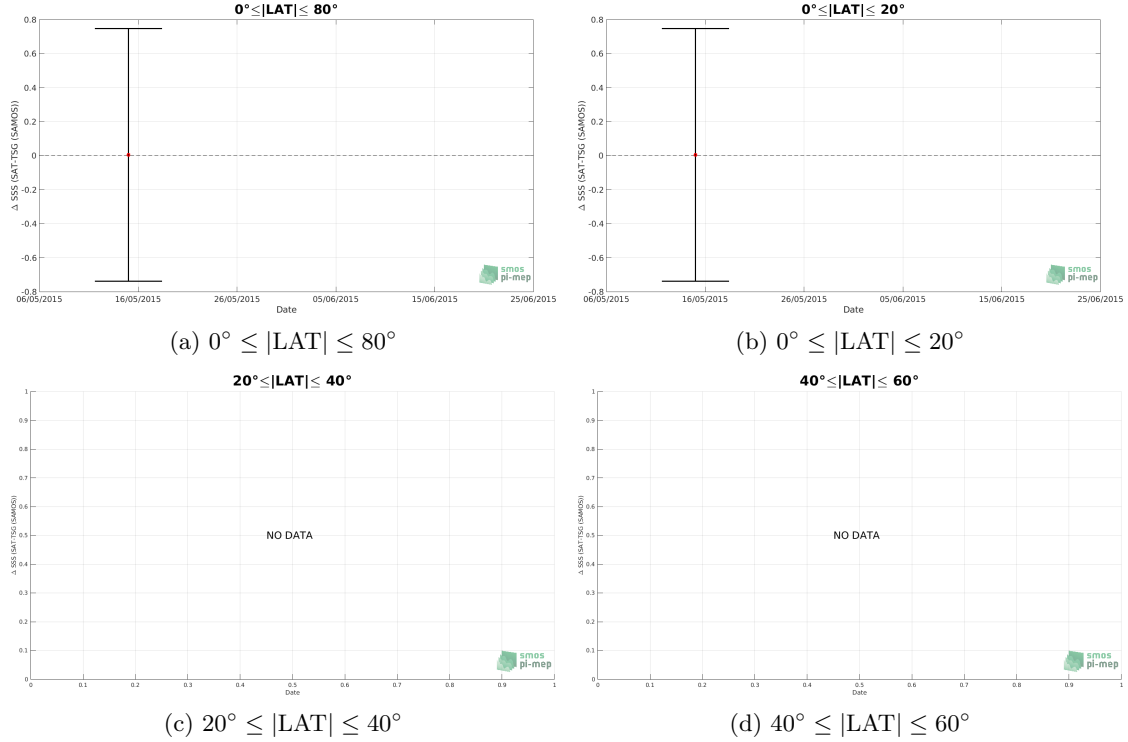 0°≤|LAT|≤ 80°
Δ SSS (SAT-TSG (SAMOS))
0.8
0.6
0.4
0.2
0
-0.2
-0.4
-0.6
-0.8
06/05/2015 16/05/2015 26/05/2015 05/06/2015 15/06/2015 25/06/2015
Date
smos
pi-mep
(a) 0° ≤ |LAT| ≤ 80°
0°≤|LAT|≤ 20°
Δ SSS (SAT-TSG (SAMOS))
0.8
0.6
0.4
0.2
0
-0.2
-0.4
-0.6
-0.8
06/05/2015 16/05/2015 26/05/2015 05/06/2015 15/06/2015 25/06/2015
Date
smos
pi-mep
(b) 0° ≤ |LAT| ≤ 20°
20°≤|LAT|≤ 40°
Δ SSS (SAT-TSG (SAMOS))
1
0.9
0.8
0.7
0.6
0.5
0.4
0.3
0.2
0.1
0
NO DATA
0 0.1 0.2 0.3 0.4 0.5 0.6 0.7 0.8 0.9 1
Date
smos
pi-mep
(c) 20° ≤ |LAT| ≤ 40°
40°≤|LAT|≤ 60°
Δ SSS (SAT-TSG (SAMOS))
1
0.9
0.8
0.7
0.6
0.5
0.4
0.3
0.2
0.1
0
NO DATA
0 0.1 0.2 0.3 0.4 0.5 0.6 0.7 0.8 0.9 1
Date
smos
pi-mep
(d) 40° ≤ |LAT| ≤ 60°